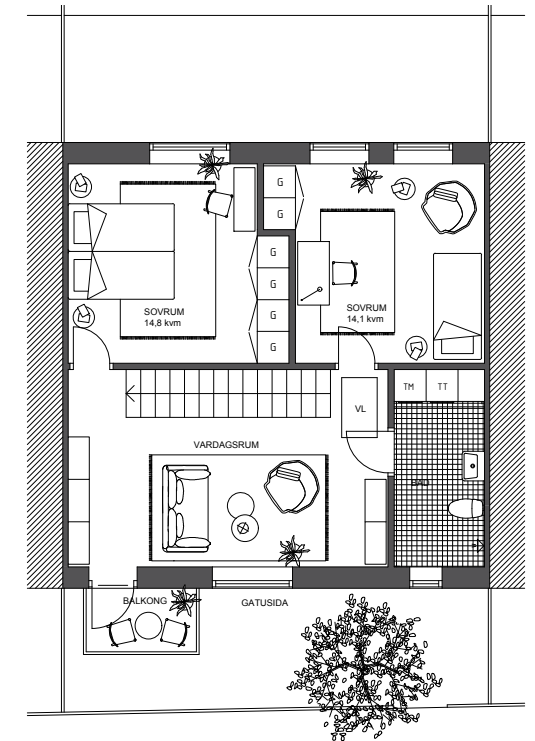 G
G
G
G
G
G
SOVRUM
14,8 kvm
SOVRUM
14,1 kvm
TM TT
VL
VARDAGSRUM
BAD
BALKONG
GATUSIDA